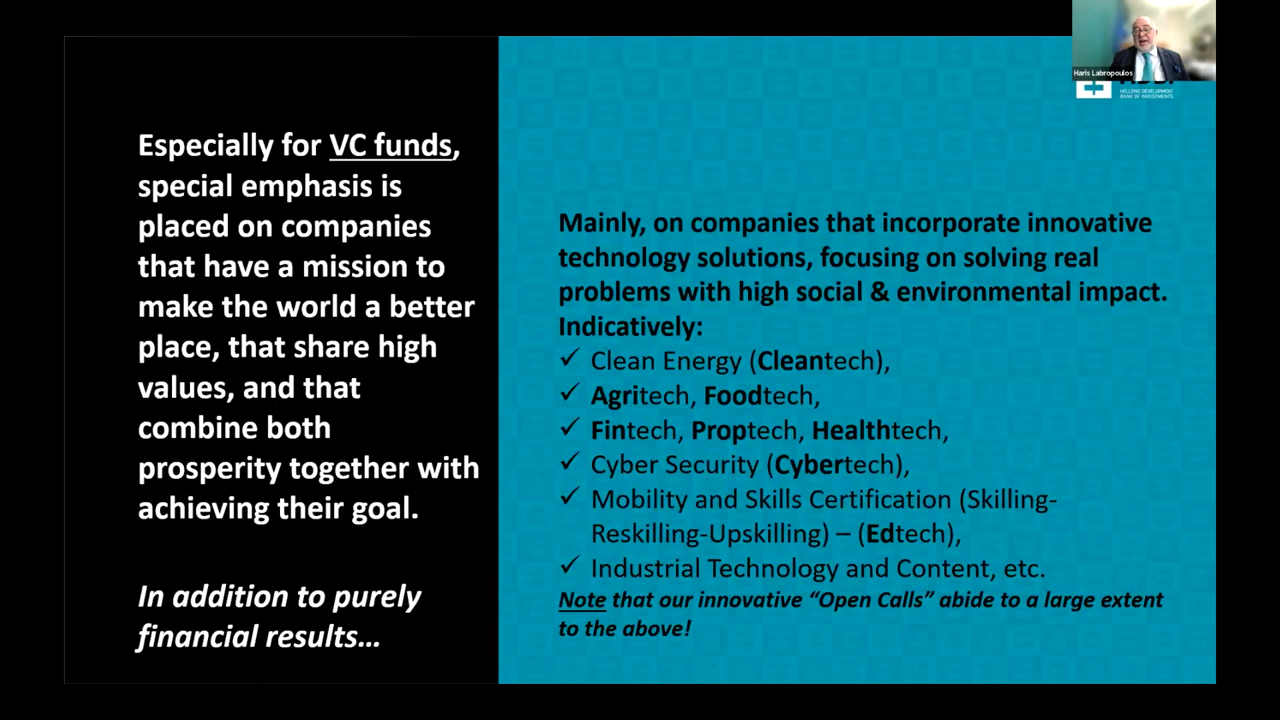 Haris Labropoulos
HELLENIC DEVELOPMENT
BANK OF INVESTMENTS
Especially for VC funds,
special emphasis is
placed on companies
that have a mission to
make the world a better
place, that share high
values, and that
combine both
prosperity together with
achieving their goal.
In addition to purely
financial results…
Mainly, on companies that incorporate innovative
technology solutions, focusing on solving real
problems with high social & environmental impact.
Indicatively:
✓ Clean Energy (Cleantech),
✓ Agritech, Foodtech,
✓ Fintech, Proptech, Healthtech,
✓ Cyber Security (Cybertech),
✓ Mobility and Skills Certification (Skilling-
Reskilling-Upskilling) – (Edtech),
✓ Industrial Technology and Content, etc.
Note that our innovative “Open Calls” abide to a large extent
to the above!